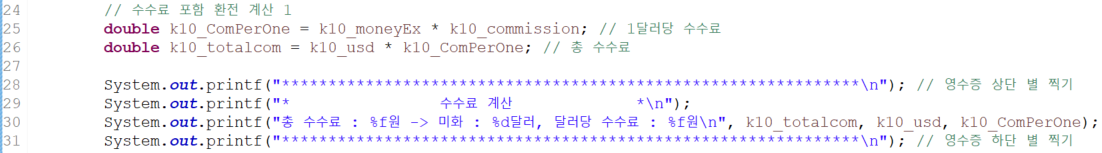 24 // 수수료 포함 환전 계산 1
25 double k10_ComPerOne = k10_moneyEx * k10_commission; // 1달러당 수수료
26 double k10_totalcom = k10_usd * k10_ComPerOne; // 총 수수료
27
28 System.out.printf("**************************************************************\n"); // 영수증 상단 별 찍기
29 System.out.printf("*                수수료 계산              *\n");
30 System.out.printf("총 수수료 : %f원 -> 미화 : %d달러, 달러당 수수료 : %f원\n", k10_totalcom, k10_usd, k10_ComPerOne);
31 System.out.printf("**************************************************************\n"); // 영수증 하단 별 찍기